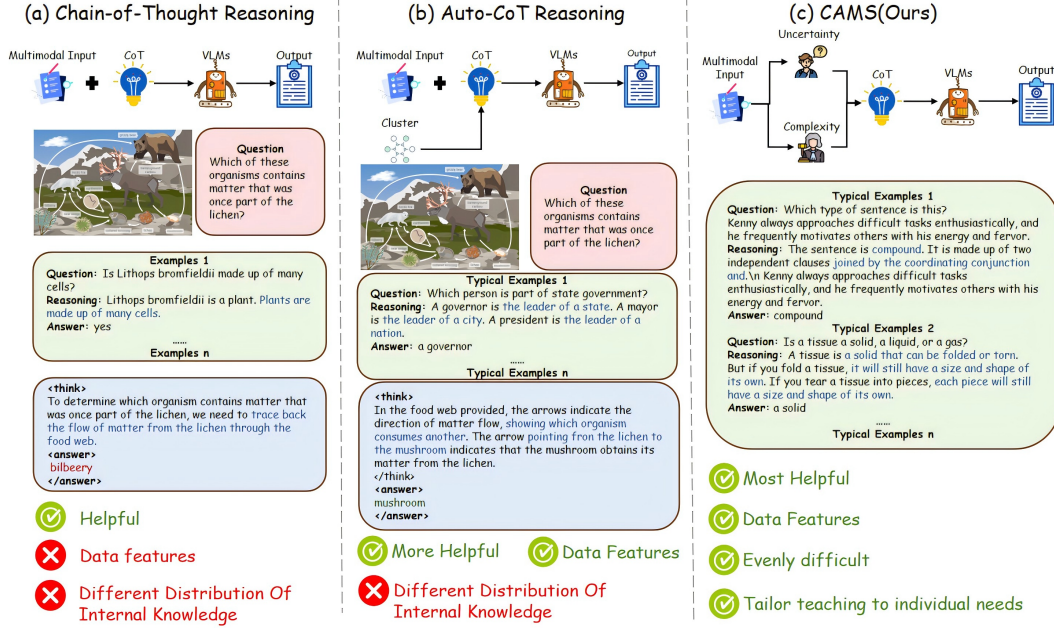 (a) Chain-of-Thought Reasoning
Multimodal Input
CoT
VLMs
Output
Question
Which of these
organisms contains
matter that was
once part of the
lichen?
Examples 1
Question: Is Lithops bromfieldii made up of many
cells?
Reasoning: Lithops bromfieldii is a plant. Plants are
made up of many cells.
Answer: yes
......
Examples n
<think>
To determine which organism contains matter that
was once part of the lichen, we need to trace back
the flow of matter from the lichen through the
food web.
<answer>
bilbeery
</answer>
Helpful
Data features
Different Distribution Of
Internal Knowledge
(b) Auto-CoT Reasoning
Multimodal Input
CoT
VLMs
Output
Cluster
Question
Which of these
organisms contains
matter that was once
part of the lichen?
Typical Examples 1
Question: Which person is part of state government?
Reasoning: A governor is the leader of a state. A mayor
is the leader of a city. A president is the leader of a
nation.
Answer: a governor
......
Typical Examples n
<think>
In the food web provided, the arrows indicate the
direction of matter flow, showing which organism
consumes another. The arrow pointing fron the lichen to
the mushroom indicates that the mushroom obtains its
matter from the lichen.
</think>
<answer>
mushroom
</answer>
More Helpful
Data Features
Different Distribution Of
Internal Knowledge
(c) CAMS(Ours)
Uncertainty
Multimodal
Input
CoT
VLMs
Output
Complexity
Typical Examples 1
Question: Which type of sentence is this?
Kenny always approaches difficult tasks enthusiastically, and
he frequently motivates others with his energy and fervor.
Reasoning: The sentence is compound. It is made up of two
independent clauses joined by the coordinating conjunction
and.\n Kenny always approaches difficult tasks
enthusiastically, and he frequently motivates others with his
energy and fervor.
Answer: compound
Typical Examples 2
Question: Is a tissue a solid, a liquid, or a gas?
Reasoning: A tissue is a solid that can be folded or torn.
But if you fold a tissue, it will still have a size and shape of
its own. If you tear a tissue into pieces, each piece will still
have a size and shape of its own.
Answer: a solid
......
Typical Examples n
Most Helpful
Data Features
Evenly difficult
Tailor teaching to individual needs